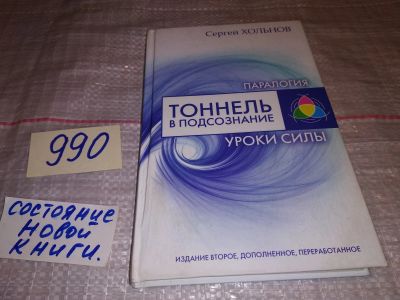 Сергей ХОЛЬНОВ
ПАРАЛОГИЯ
ТОННЕЛЬ
В ПОДСОЗНАНИЕ
УРОКИ СИЛЫ
ИЗДАНИЕ ВТОРОЕ, ДОПОЛНЕННОЕ, ПЕРЕРАБОТАННОЕ
990
СОСТОЯНИЕ
НОВОЙ
КНИГИ.